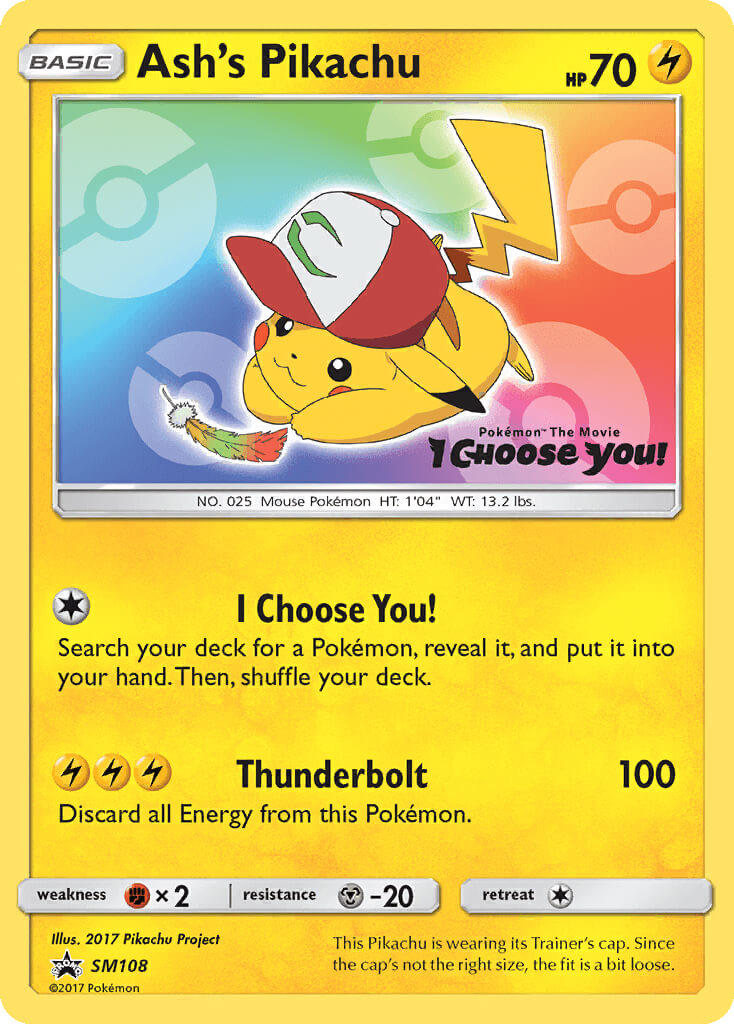 BASIC Ash's Pikachu HP70
Pokémon™ The Movie
I Choose You!
NO. 025 Mouse Pokémon HT: 1'04" WT: 13.2 lbs.
I Choose You!
Search your deck for a Pokémon, reveal it, and put it into
your hand. Then, shuffle your deck.
Thunderbolt 100
Discard all Energy from this Pokémon.
weakness × 2 resistance -20 retreat
Illus. 2017 Pikachu Project
PROMO SM108
©2017 Pokémon
This Pikachu is wearing its Trainer's cap. Since
the cap's not the right size, the fit is a bit loose.